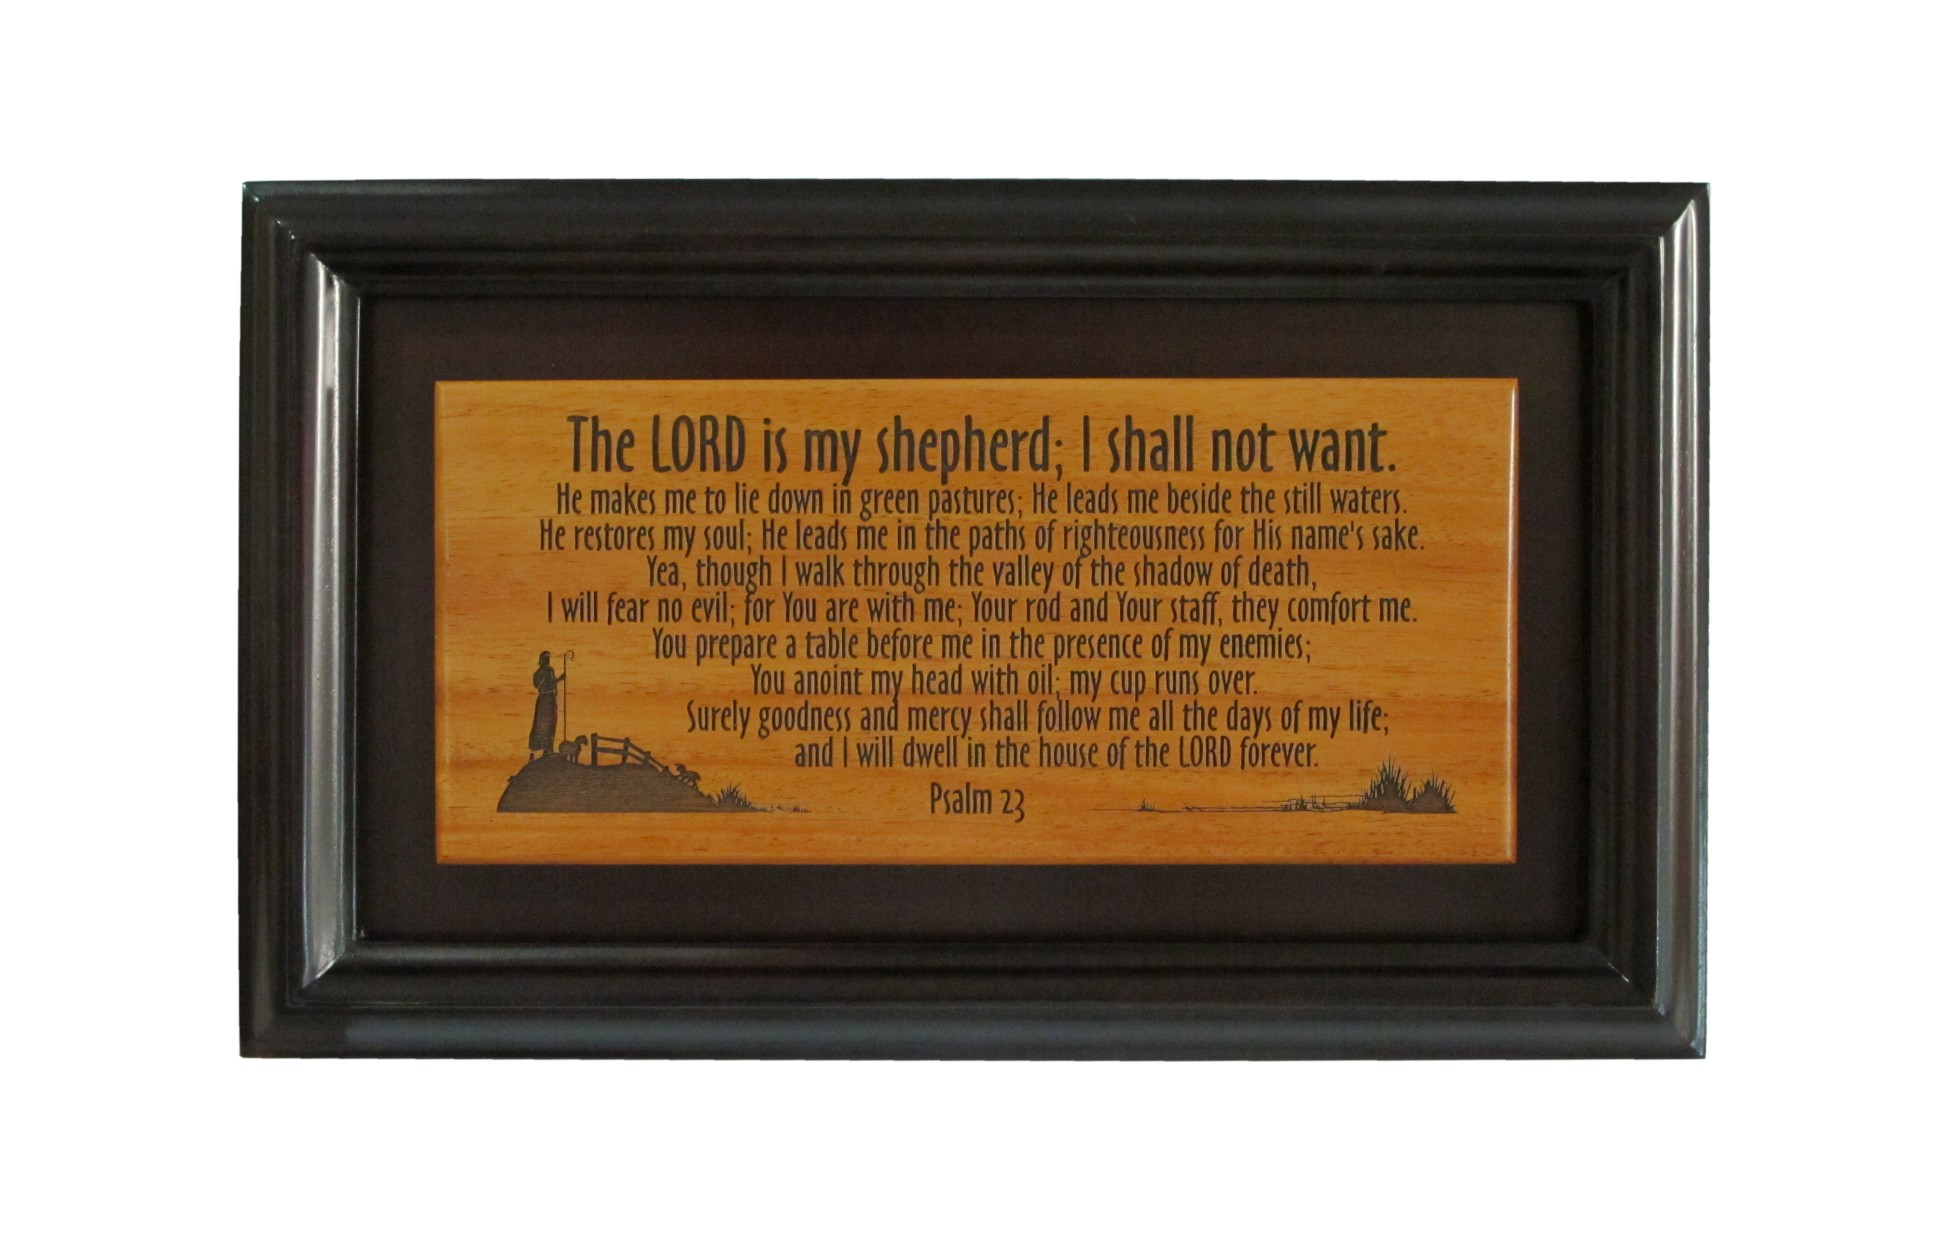 The LORD is my shepherd; I shall not want.
He makes me to lie down in green pastures; He leads me beside the still waters.
He restores my soul; He leads me in the paths of righteousness for His name's sake.
Yea, though I walk through the valley of the shadow of death,
I will fear no evil; for You are with me; Your rod and Your staff, they comfort me.
You prepare a table before me in the presence of my enemies;
You anoint my head with oil; my cup runs over.
Surely goodness and mercy shall follow me all the days of my life;
and I will dwell in the house of the LORD forever.
Psalm 23